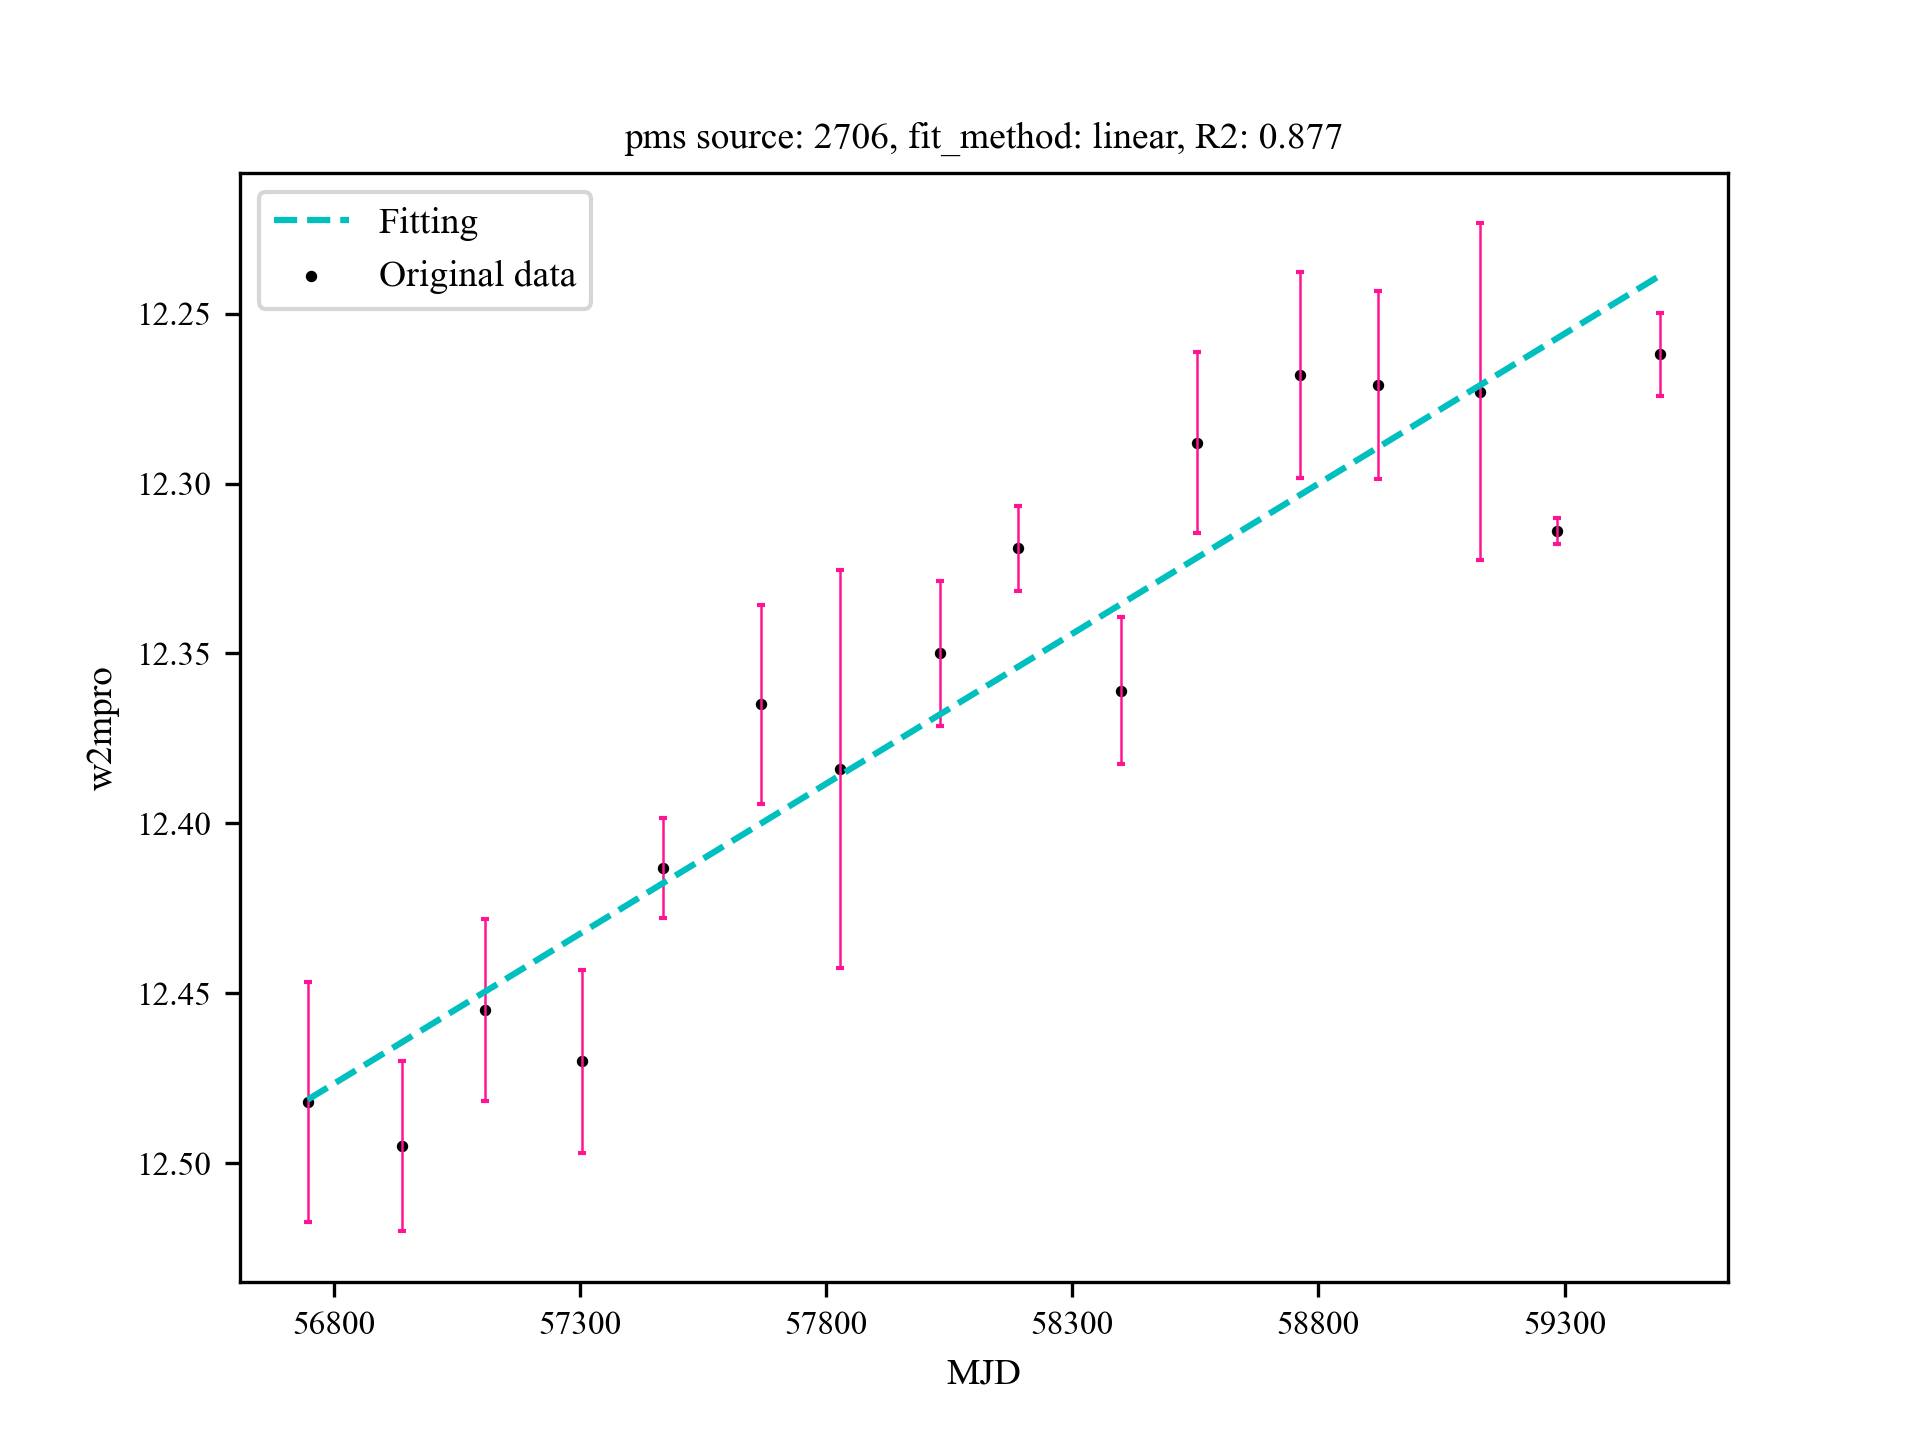 pms source: 2706, fit_method: linear, R2: 0.877
Fitting
Original data
12.25
12.30
12.35
12.40
12.45
12.50
w2mpro
56800 57300 57800 58300 58800 59300
MJD